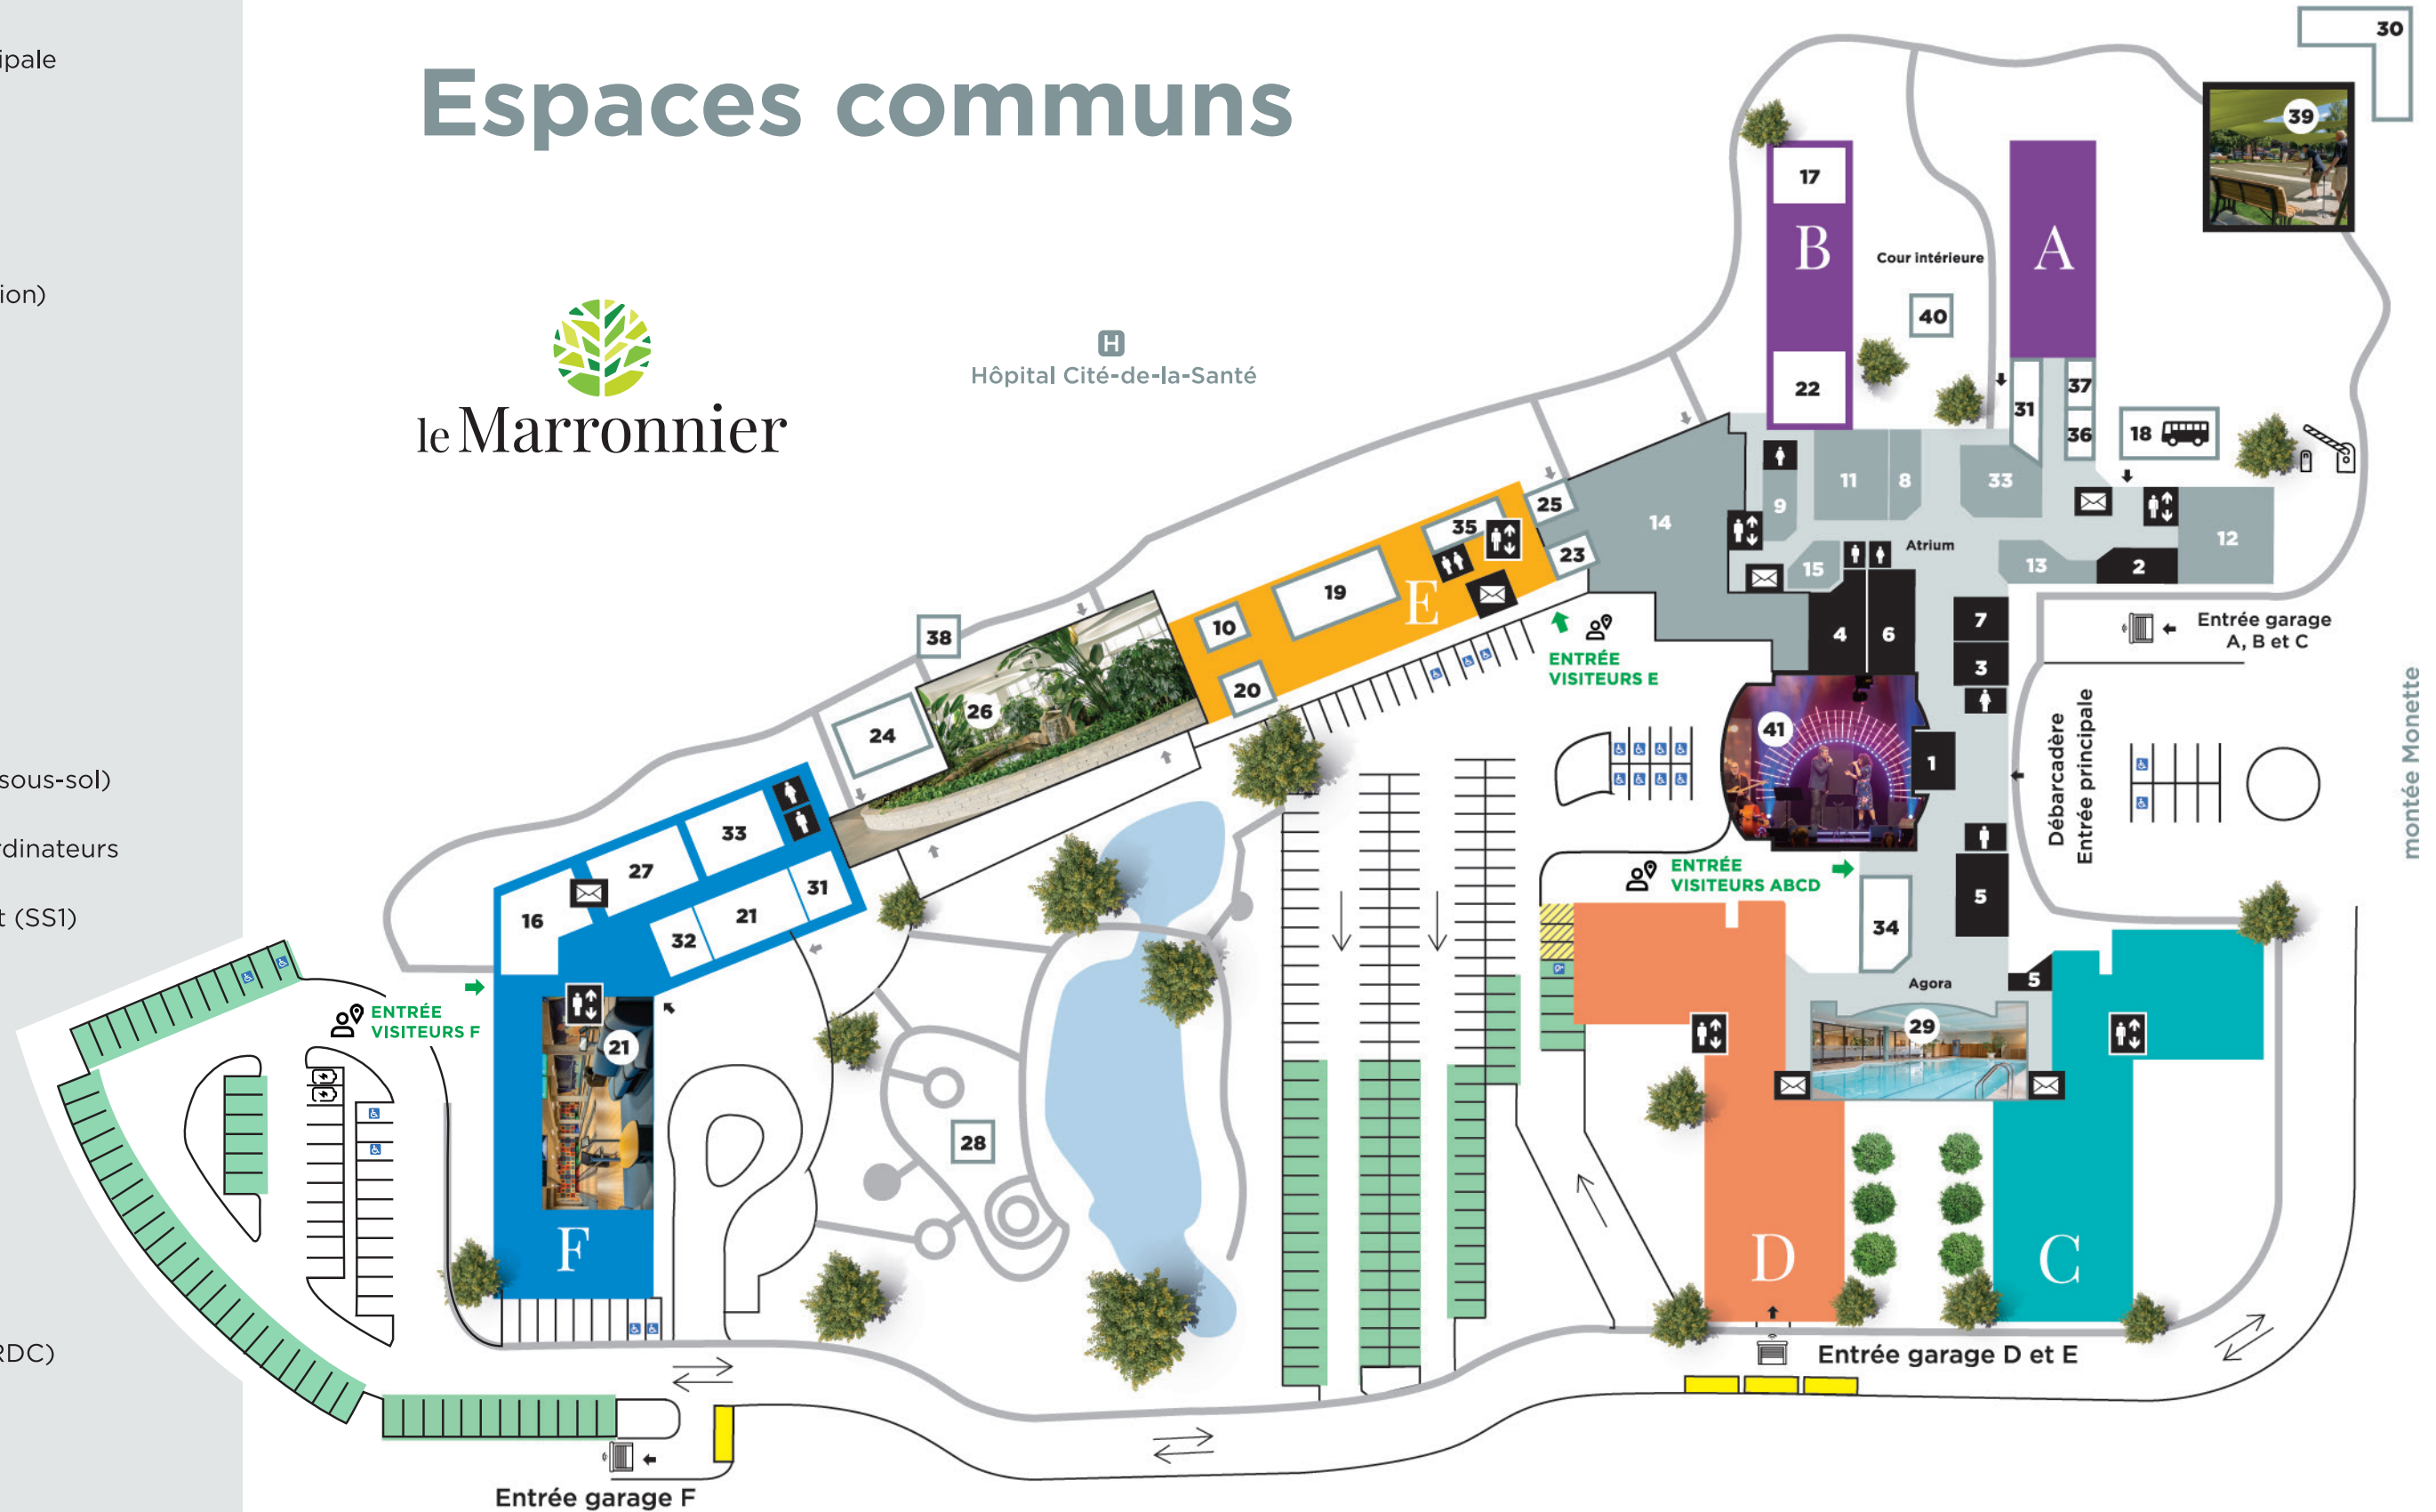 ipale
ion)
sous-sol)
rdinateurs
t (SS1)
RDC)
Espaces communs
le Marronnier
H
Hôpital Cité-de-la-Santé
30
39
17
B
Cour intérieure
A
40
22
31
37
36
18
11
8
33
9
14
12
Atrium
15
13
2
25
35
23
19
E
10
20
4
6
7
3
Entrée garage
A, B et C
ENTRÉE
VISITEURS E
38
26
24
41
1
Débarcadère
Entrée principale
montée Monette
33
27
31
21
16
32
ENTRÉE
VISITEURS ABCD
5
34
5
Agora
29
ENTRÉE
VISITEURS F
21
28
F
D
C
Entrée garage D et E
Entrée garage F